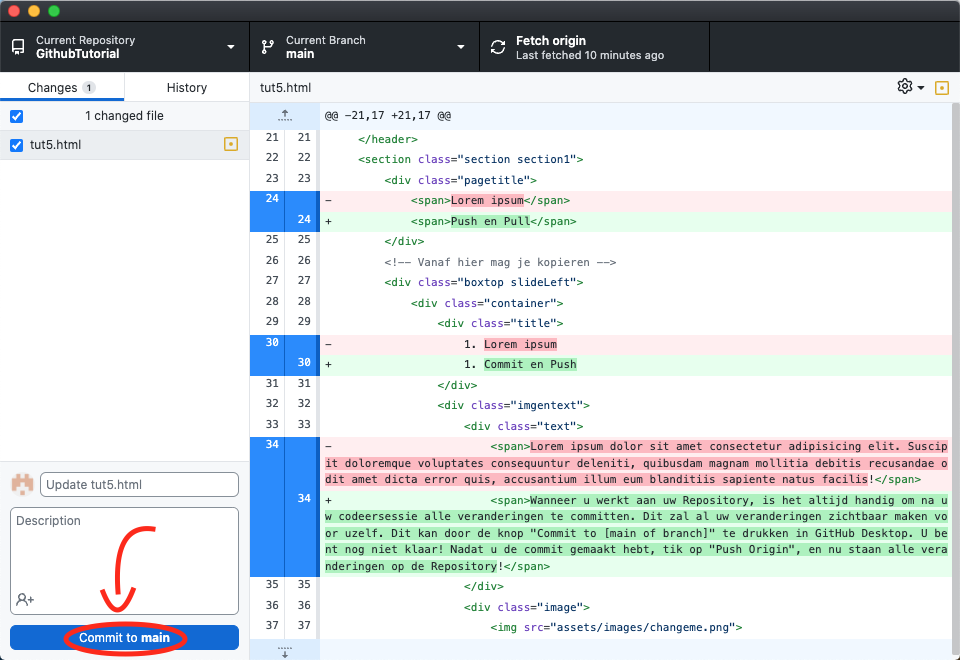 Current Repository
GithubTutorial
Current Branch
main
Fetch origin
Last fetched 10 minutes ago
Changes 1
History
tut5.html
1 changed file
tut5.html
@@ -21,17 +21,17 @@
21 21 </header>
22 22 <section class="section section1">
23 23 <div class="pagetitle">
24 - <span>Lorem ipsum</span>
24 + <span>Push en Pull</span>
25 25 </div>
26 26 <!-- Vanaf hier mag je kopieren -->
27 27 <div class="boxtop slideLeft">
28 28 <div class="container">
29 29 <div class="title">
30 - 1. Lorem ipsum
30 + 1. Commit en Push
31 31 </div>
32 32 <div class="imgentext">
33 33 <div class="text">
34 - <span>Lorem ipsum dolor sit amet consectetur adipisicing elit. Suscip
it doloremque voluptates consequuntur deleniti, quibusdam magnam mollitia debitis recusandae o
dit amet dicta error quis, accusantium illum eum blanditiis sapiente natus facilis!</span>
34 + <span>Wanneer u werkt aan uw Repository, is het altijd handig om na u
w codeersessie alle veranderingen te committen. Dit zal al uw veranderingen zichtbaar maken vo
or uzelf. Dit kan door de knop "Commit to [main of branch]" te drukken in GitHub Desktop. U be
nt nog niet klaar! Nadat u de commit gemaakt hebt, tik op "Push Origin", en nu staan alle vera
nderingen op de Repository!</span>
35 35 </div>
36 36 <div class="image">
37 37 <img src="assets/images/changeme.png">
Update tut5.html
Description
Commit to main